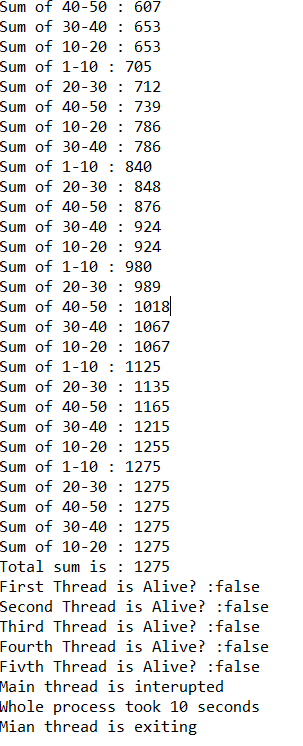 Sum of 40-50 : 607
Sum of 30-40 : 653
Sum of 10-20 : 653
Sum of 1-10 : 705
Sum of 20-30 : 712
Sum of 40-50 : 739
Sum of 10-20 : 786
Sum of 30-40 : 786
Sum of 1-10 : 840
Sum of 20-30 : 848
Sum of 40-50 : 876
Sum of 30-40 : 924
Sum of 10-20 : 924
Sum of 1-10 : 980
Sum of 20-30 : 989
Sum of 40-50 : 1018
Sum of 30-40 : 1067
Sum of 10-20 : 1067
Sum of 1-10 : 1125
Sum of 20-30 : 1135
Sum of 40-50 : 1165
Sum of 30-40 : 1215
Sum of 10-20 : 1255
Sum of 1-10 : 1275
Sum of 20-30 : 1275
Sum of 40-50 : 1275
Sum of 30-40 : 1275
Sum of 10-20 : 1275
Total sum is : 1275
First Thread is Alive? :false
Second Thread is Alive? :false
Third Thread is Alive? :false
Fourth Thread is Alive? :false
Fivth Thread is Alive? :false
Main thread is interupted
Whole process took 10 seconds
Mian thread is exiting